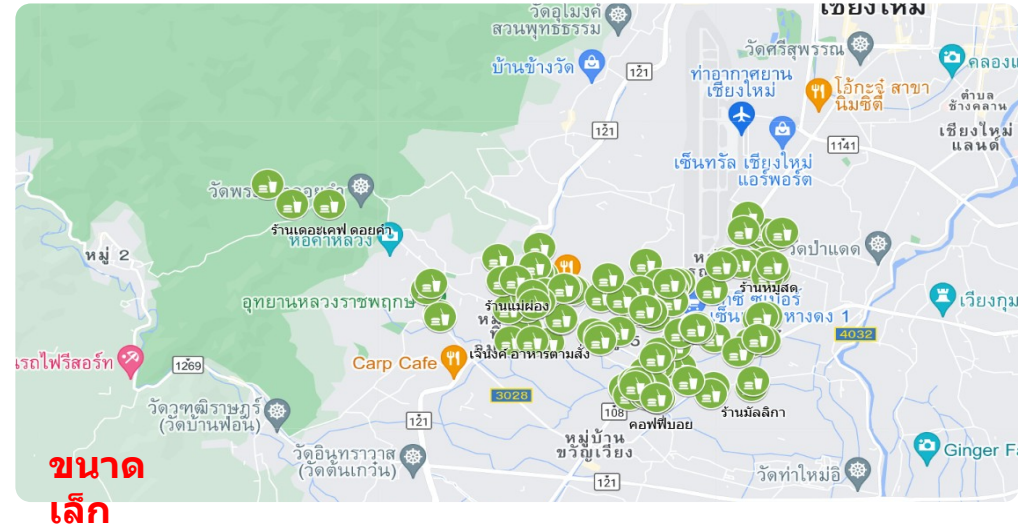 วัดอุโมงค์
สวนพุทธธรรม
เชียงใหม่
วัดศรีสุพรรณ
บ้านข้างวัด
121
ท่าอากาศยาน
เชียงใหม่
โอ้กะจู๋ สาขา
นิมซิตี้
คลองแ
ตำบล
ช้างคลาน
121
1141
เชียงใหม่
แลนด์
เซ็นทรัล เชียงใหม่
แอร์พอร์ต
ร้านเดอะเคฟ ดอยคำ
หอคำหลวง
หมู่ 2
วัดป่าแดด
ร้านหมูสด
อุทยานหลวงราชพฤกษ์
ร้านแม่ผ่อง
เวียงกุม
หางดง 1
4032
รถไฟรีสอร์ท
1269
Carp Cafe
เจ๊นงค์ อาหารตามสั่ง
3028
วัดวุฑฒิราษฎร์
(วัดบ้านฟ่อน)
121
108
คอฟฟี่บอย
ร้านมัลลิกา
หมู่บ้าน
ขวัญเวียง
วัดอินทราวาส
(วัดต้นเกว๋น)
121
วัดท่าใหม่อิ
Ginger Fa
ขนาด
เล็ก